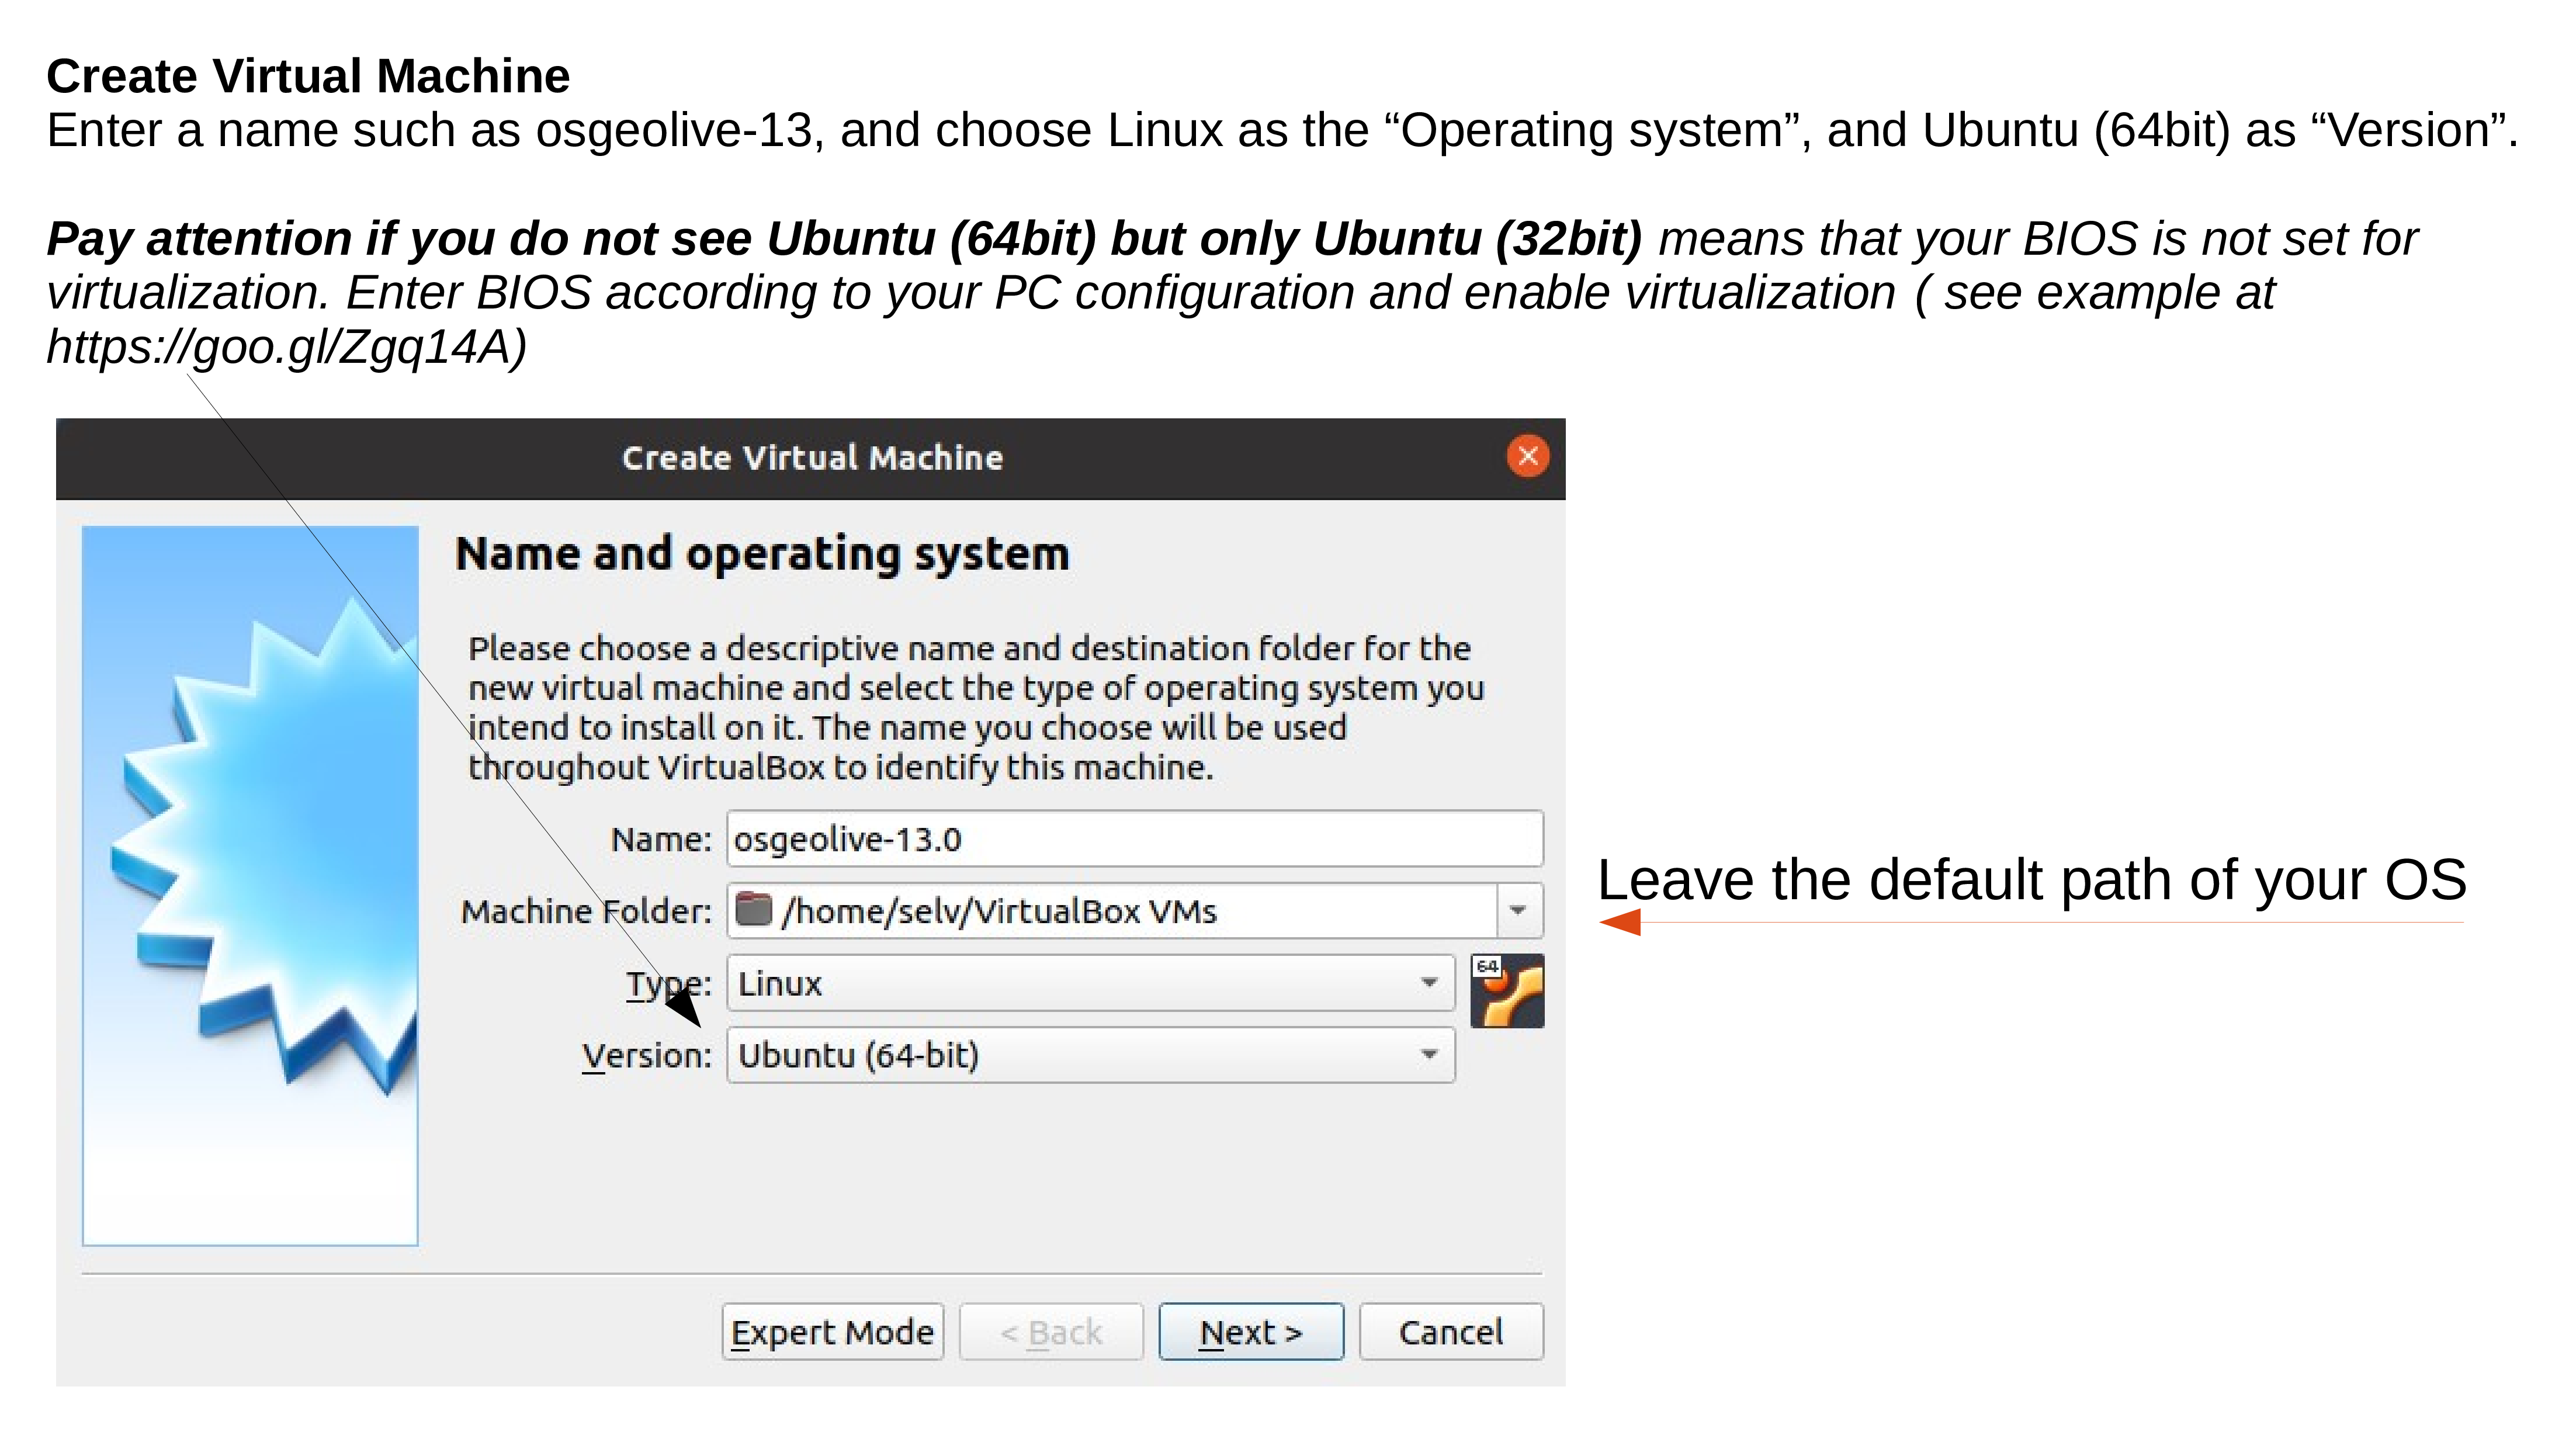 Create Virtual Machine
Enter a name such as osgeolive-13, and choose Linux as the “Operating system”, and Ubuntu (64bit) as “Version”.
Pay attention if you do not see Ubuntu (64bit) but only Ubuntu (32bit) means that your BIOS is not set for
virtualization. Enter BIOS according to your PC configuration and enable virtualization ( see example at
https://goo.gl/Zgq14A)
Create Virtual Machine
Name and operating system
Please choose a descriptive name and destination folder for the
new virtual machine and select the type of operating system you
intend to install on it. The name you choose will be used
throughout VirtualBox to identify this machine.
Name: osgeolive-13.0
Leave the default path of your OS
Machine Folder: /home/selv/VirtualBox VMs
Type: Linux
64
Version: Ubuntu (64-bit)
Expert Mode < Back Next > Cancel